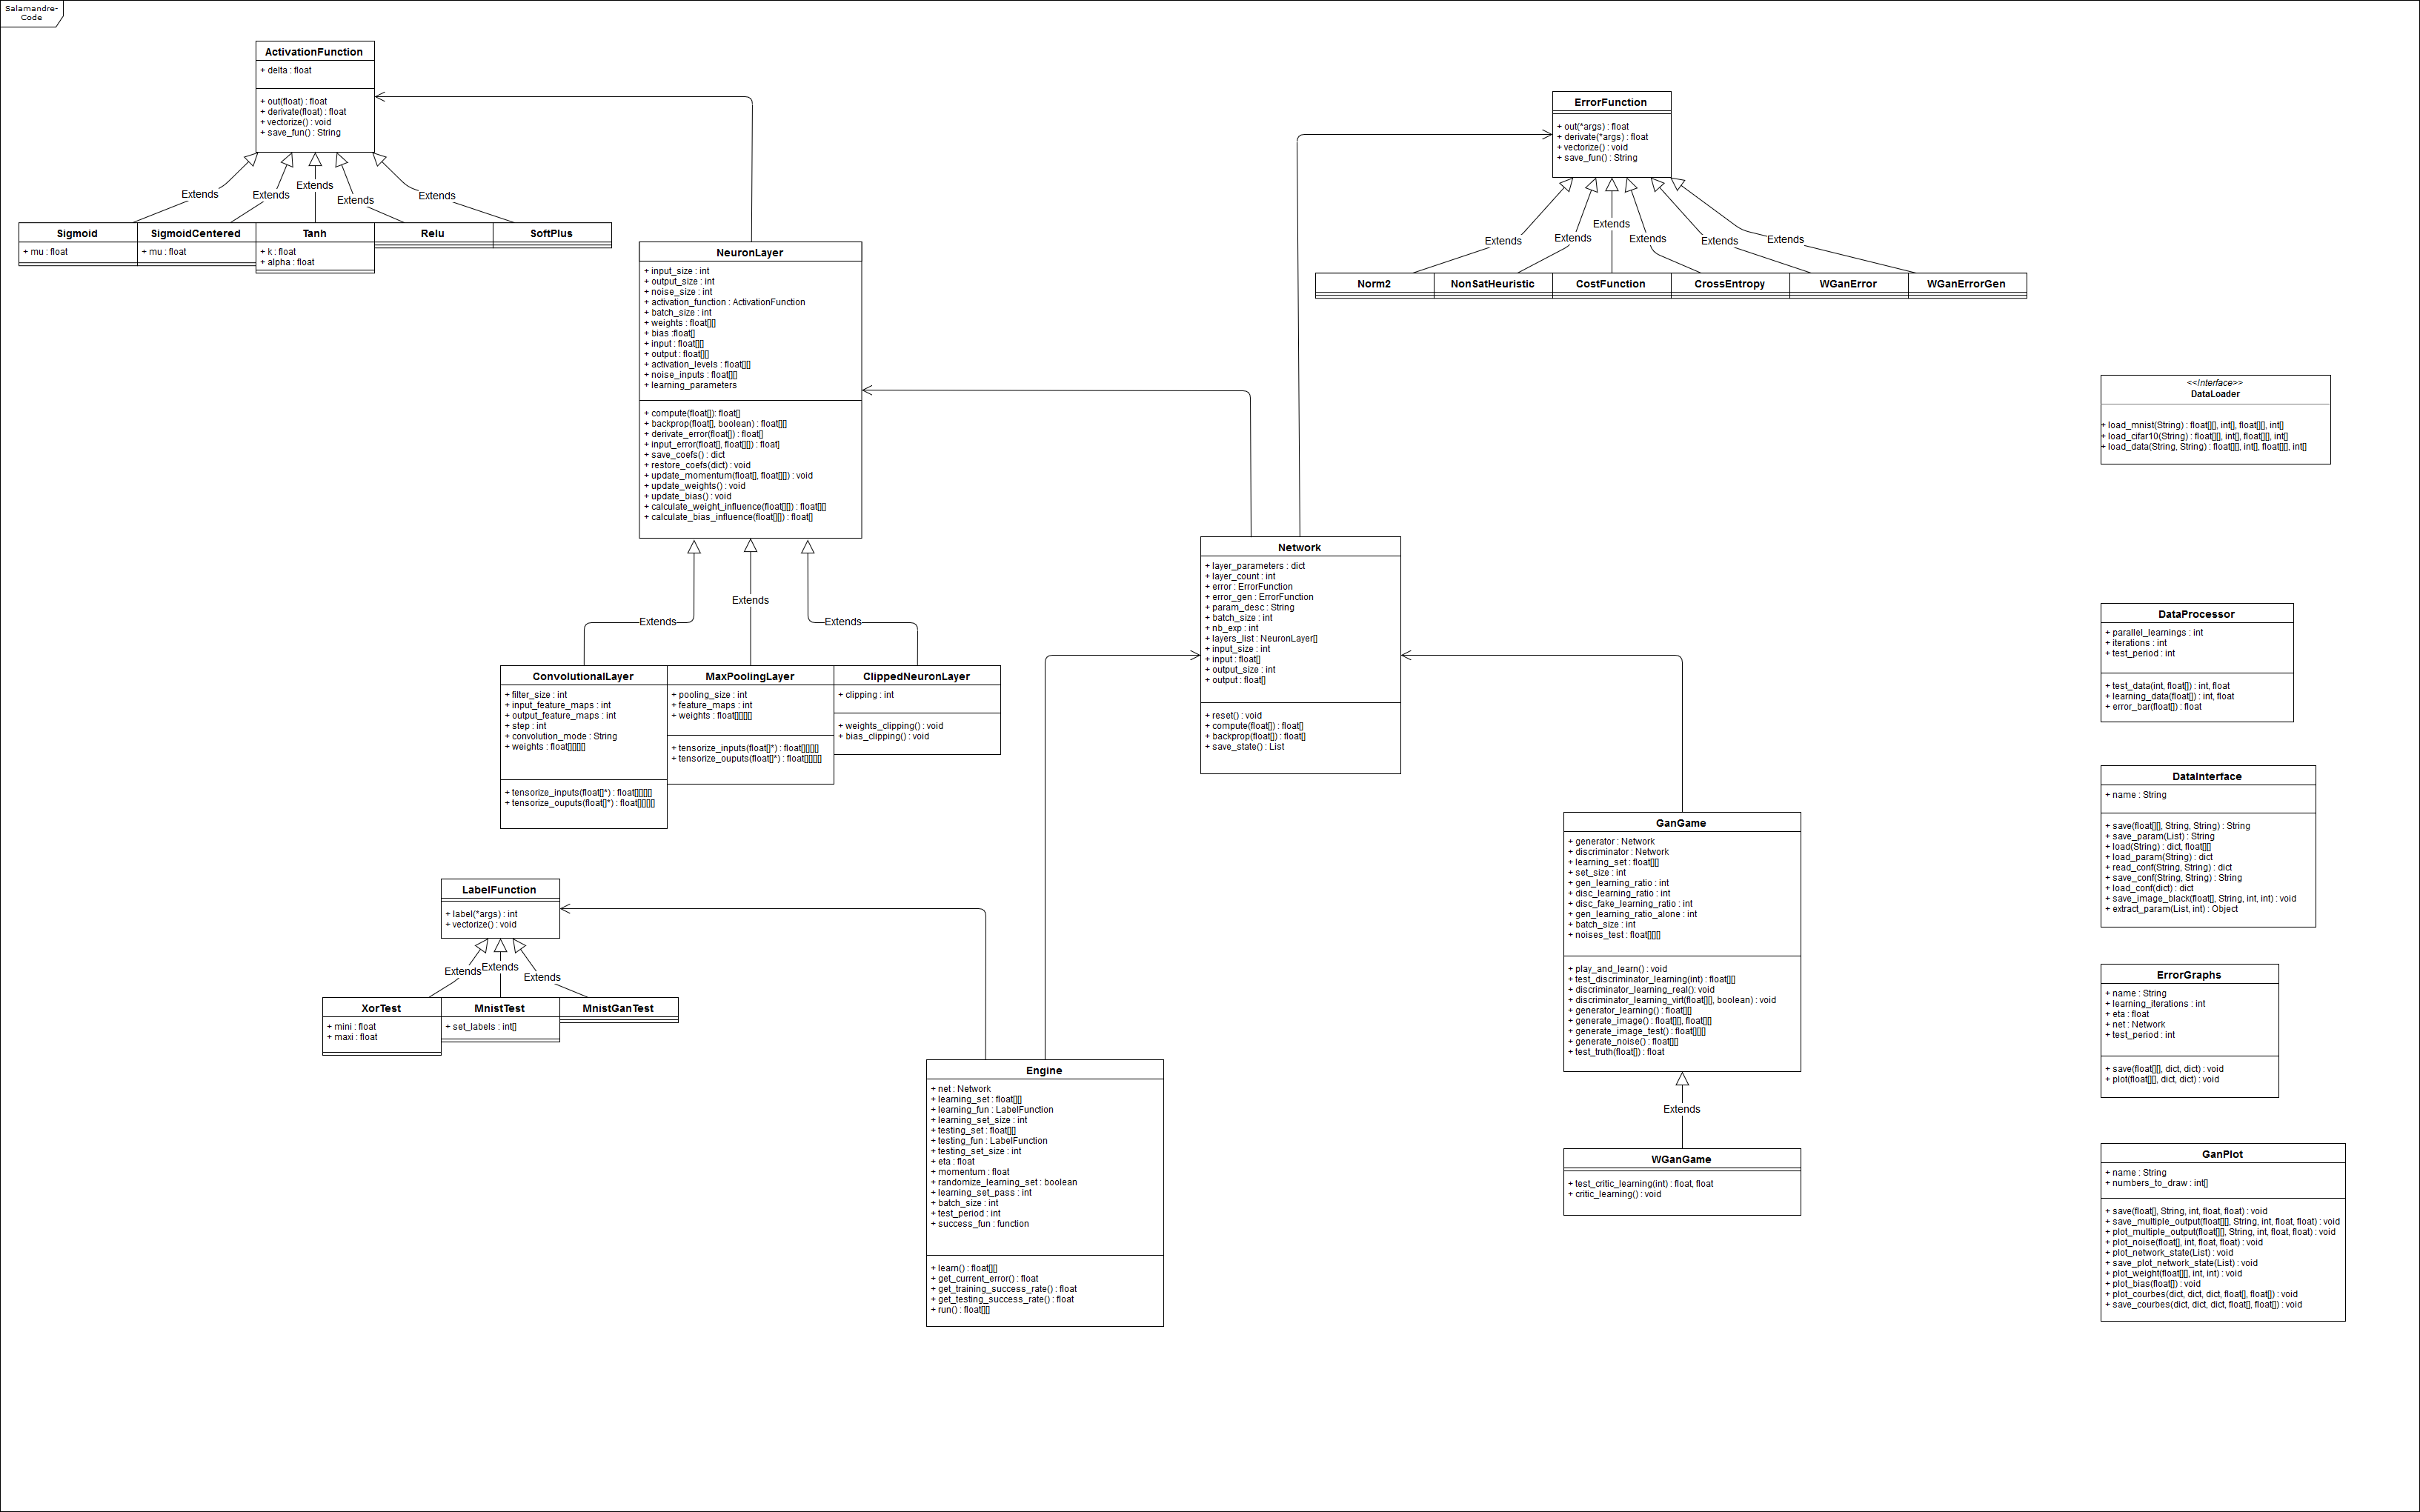 Salamandre-
Code
ActivationFunction
+ delta : float
+ out(float) : float
+ derivate(float) : float
+ vectorize() : void
+ save_fun() : String
Extends
Extends
Extends
Extends
Extends
Sigmoid
+ mu : float
SigmoidCentered
+ mu : float
Tanh
+ k : float
+ alpha : float
Relu
SoftPlus
ErrorFunction
+ out(*args) : float
+ derivate(*args) : float
+ vectorize() : void
+ save_fun() : String
Extends
Extends
Extends
Extends
Extends
Extends
Norm2
NonSatHeuristic
CostFunction
CrossEntropy
WGanError
WGanErrorGen
NeuronLayer
+ input_size : int
+ output_size : int
+ noise_size : int
+ activation_function : ActivationFunction
+ batch_size : int
+ weights : float[][]
+ bias :float[]
+ input : float[][]
+ output : float[][]
+ activation_levels : float[][]
+ noise_inputs : float[][]
+ learning_parameters
+ compute(float[]): float[]
+ backprop(float[], boolean) : float[][]
+ derivate_error(float[]) : float[]
+ input_error(float[], float[][]) : float]
+ save_coefs() : dict
+ restore_coefs(dict) : void
+ update_momentum(float[], float[][]) : void
+ update_weights() : void
+ update_bias() : void
+ calculate_weight_influence(float[][]) : float[][]
+ calculate_bias_influence(float[][]) : float[]
Extends
Extends
Extends
ConvolutionalLayer
+ filter_size : int
+ input_feature_maps : int
+ output_feature_maps : int
+ step : int
+ convolution_mode : String
+ weights : float[][][][]
+ tensorize_inputs(float[]*) : float[][][][]
+ tensorize_ouputs(float[]*) : float[][][][]
MaxPoolingLayer
+ pooling_size : int
+ feature_maps : int
+ weights : float[][][][]
+ tensorize_inputs(float[]*) : float[][][][]
+ tensorize_ouputs(float[]*) : float[][][][]
ClippedNeuronLayer
+ clipping : int
+ weights_clipping() : void
+ bias_clipping() : void
Network
+ layer_parameters : dict
+ layer_count : int
+ error : ErrorFunction
+ error_gen : ErrorFunction
+ param_desc : String
+ batch_size : int
+ nb_exp : int
+ layers_list : NeuronLayer[]
+ input_size : int
+ input : float[]
+ output_size : int
+ output : float[]
+ reset() : void
+ compute(float[]) : float[]
+ backprop(float[]) : float[]
+ save_state() : List
LabelFunction
+ label(*args) : int
+ vectorize() : void
Extends
Extends
Extends
XorTest
+ mini : float
+ maxi : float
MnistTest
+ set_labels : int[]
MnistGanTest
Engine
+ net : Network
+ learning_set : float[][]
+ learning_fun : LabelFunction
+ learning_set_size : int
+ testing_set : float[][]
+ testing_fun : LabelFunction
+ testing_set_size : int
+ eta : float
+ momentum : float
+ randomize_learning_set : boolean
+ learning_set_pass : int
+ batch_size : int
+ test_period : int
+ success_fun : function
+ learn() : float[][]
+ get_current_error() : float
+ get_training_success_rate() : float
+ get_testing_success_rate() : float
+ run() : float[][]
GanGame
+ generator : Network
+ discriminator : Network
+ learning_set : float[][]
+ set_size : int
+ gen_learning_ratio : int
+ disc_learning_ratio : int
+ disc_fake_learning_ratio : int
+ gen_learning_ratio_alone : int
+ batch_size : int
+ noises_test : float[][][]
+ play_and_learn() : void
+ test_discriminator_learning(int) : float[][]
+ discriminator_learning_real(): void
+ discriminator_learning_virt(float[][], boolean) : void
+ generator_learning() : float[][]
+ generate_image() : float[][], float[][]
+ generate_image_test() : float[][][]
+ generate_noise() : float[][]
+ test_truth(float[]) : float
Extends
WGanGame
+ test_critic_learning(int) : float, float
+ critic_learning() : void
<<Interface>>
DataLoader
+ load_mnist(String) : float[][], int[], float[][], int[]
+ load_cifar10(String) : float[][], int[], float[][], int[]
+ load_data(String, String) : float[][], int[], float[][], int[]
DataProcessor
+ parallel_learnings : int
+ iterations : int
+ test_period : int
+ test_data(int, float[]) : int, float
+ learning_data(float[]) : int, float
+ error_bar(float[]) : float
DataInterface
+ name : String
+ save(float[][], String, String) : String
+ save_param(List) : String
+ load(String) : dict, float[][]
+ load_param(String) : dict
+ read_conf(String, String) : dict
+ save_conf(String, String) : String
+ load_conf(dict) : dict
+ save_image_black(float[], String, int, int) : void
+ extract_param(List, int) : Object
ErrorGraphs
+ name : String
+ learning_iterations : int
+ eta : float
+ net : Network
+ test_period : int
+ save(float[][], dict, dict) : void
+ plot(float[][], dict, dict) : void
GanPlot
+ name : String
+ numbers_to_draw : int[]
+ save(float[], String, int, float, float) : void
+ save_multiple_output(float[][], String, int, float, float) : void
+ plot_multiple_output(float[][], String, int, float, float) : void
+ plot_noise(float[], int, float, float) : void
+ plot_network_state(List) : void
+ save_plot_network_state(List) : void
+ plot_weight(float[][], int, int) : void
+ plot_bias(float[]) : void
+ plot_courbes(dict, dict, dict, float[], float[]) : void
+ save_courbes(dict, dict, dict, float[], float[]) : void